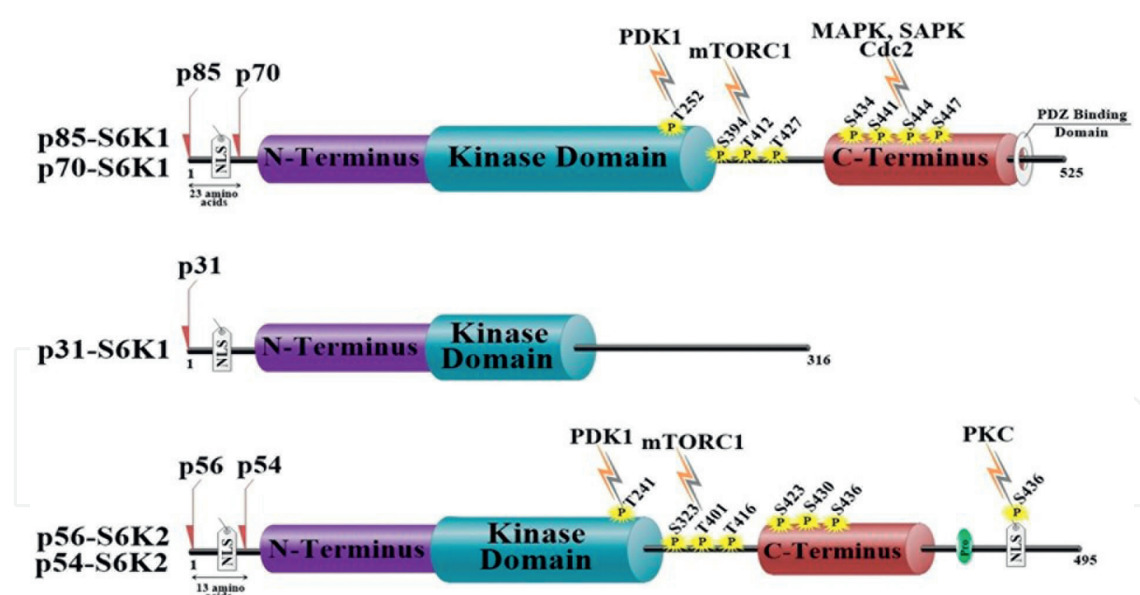 PDK1
mTORC1
MAPK, SAPK
Cdc2
p85 p70
T252
S394
T412
T427
S434
S441
S444
S447
PDZ Binding
Domain
p85-S6K1
p70-S6K1
NLS
N-Terminus
Kinase Domain
P
P
P
P
P
P
P
P
C-Terminus
1
525
23 amino
acids
p31
p31-S6K1
NLS
N-Terminus
Kinase
Domain
1
316
PDK1
mTORC1
PKC
p56 p54
T241
S323
T401
T416
S423
S430
S436
S436
p56-S6K2
p54-S6K2
NLS
N-Terminus
Kinase
Domain
P
P
P
P
P
P
P
P
C-Terminus
Pro
NLS
1
495
13 amino